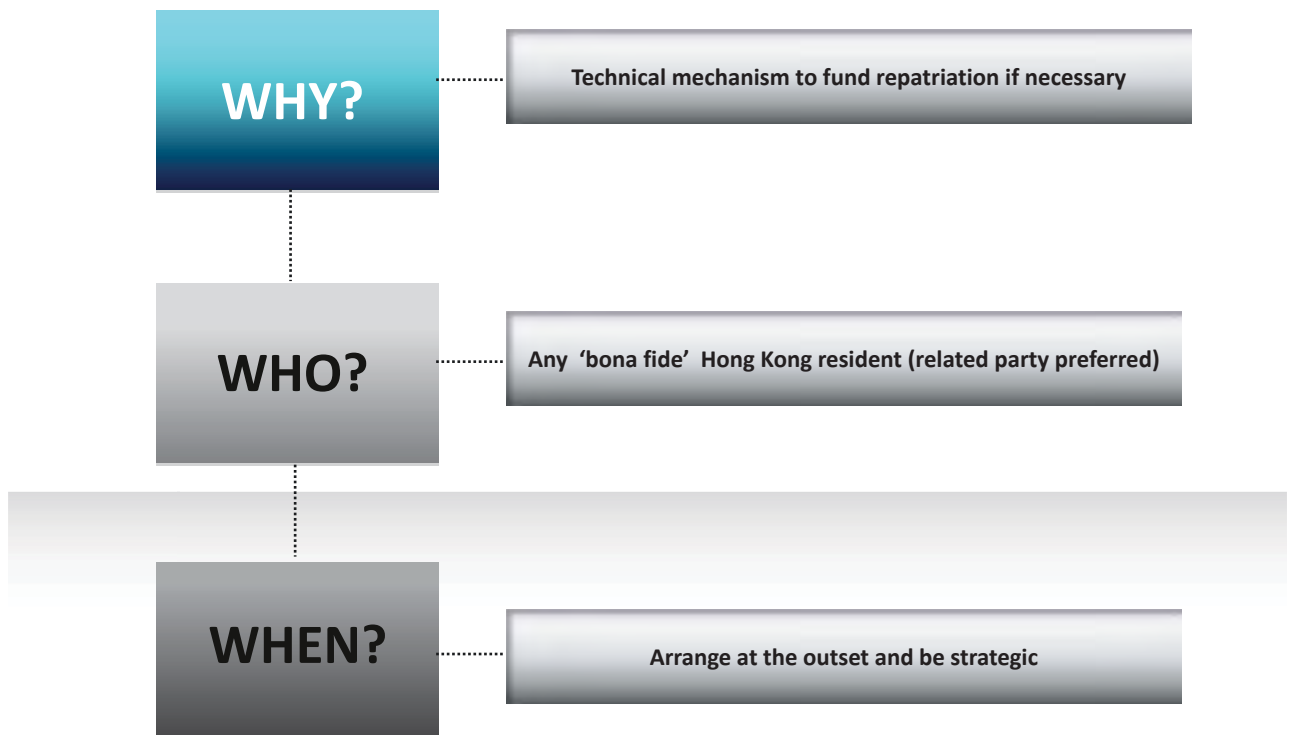 WHY?
Technical mechanism to fund repatriation if necessary
WHO?
Any ‘bona fide’ Hong Kong resident (related party preferred)
WHEN?
Arrange at the outset and be strategic